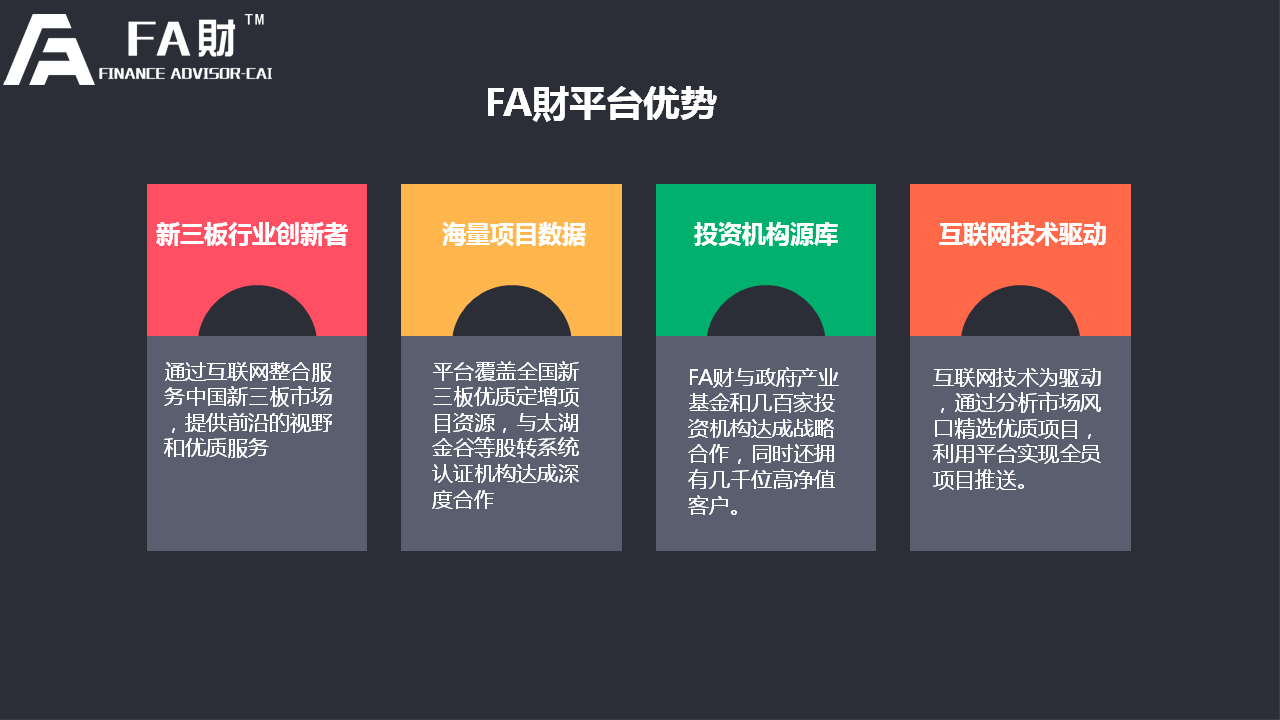 FA財™
FINANCE ADVISOR-CAI
FA財平台优势
新三板行业创新者
通过互联网整合服
务中国新三板市场
，提供前沿的视野
和优质服务
海量项目数据
平台覆盖全国新
三板优质定增项
目资源，与太湖
金谷等股转系统
认证机构达成深
度合作
投资机构源库
FA财与政府产业
基金和几百家投
资机构达成战略
合作，同时还拥
有几千位高净值
客户。
互联网技术驱动
互联网技术为驱动
，通过分析市场风
口精选优质项目，
利用平台实现全员
项目推送。